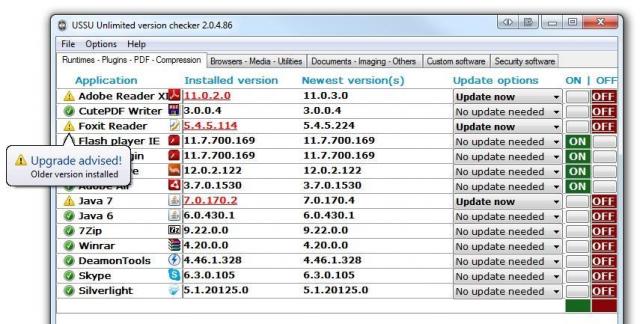 USSU Unlimited version checker 2.0.4.86
File Options Help
Runtimes - Plugins - PDF - Compression Browsers - Media - Utilities Documents - Imaging - Others Custom software Security software
Application Installed version Newest version(s) Update options ON | OFF
Adobe Reader XI 11.0.2.0 11.0.3.0 Update now OFF
CutePDF Writer 3.0.0.4 3.0.0.4 No update needed OFF
Foxit Reader 5.4.5.114 5.4.5.224 Update now OFF
Flash player IE 11.7.700.169 11.7.700.169 No update needed ON
Upgrade advised!
Older version installed
gin 11.7.700.169 11.7.700.169 No update needed ON
e 12.0.2.122 12.0.2.122 No update needed ON
Adobe Air 3.7.0.1530 3.7.0.1530 No update needed ON
Java 7 7.0.170.2 7.0.170.4 Update now OFF
Java 6 6.0.430.1 6.0.430.1 No update needed OFF
7Zip 9.22.0.0 9.22.0.0 No update needed OFF
Winrar 4.20.0.0 4.20.0.0 No update needed OFF
DeamonTools 4.46.1.328 4.46.1.328 No update needed OFF
Skype 6.3.0.105 6.3.0.105 No update needed OFF
Silverlight 5.1.20125.0 5.1.20125.0 No update needed OFF